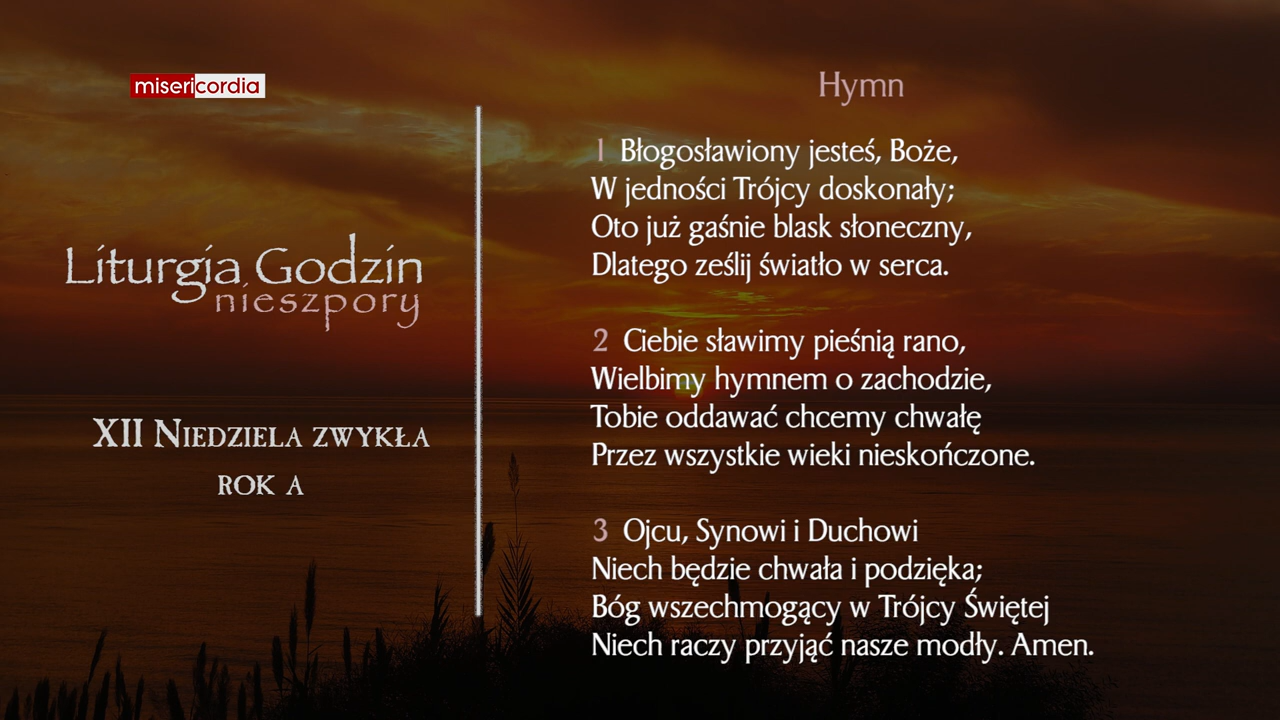 misericordia
Liturgia Godzin
nieszpory
XII Niedziela zwykła
rok A
Hymn
1 Błogosławiony jesteś, Boże,
W jedności Trójcy doskonały;
Oto już gaśnie blask słoneczny,
Dlatego ześlij światło w serca.
2 Ciebie sławimy pieśnią rano,
Wielbimy hymnem o zachodzie,
Tobie oddawać chcemy chwałę
Przez wszystkie wieki nieskończone.
3 Ojcu, Synowi i Duchowi
Niech będzie chwała i podzięka;
Bóg wszechmogący w Trójcy Świętej
Niech raczy przyjąć nasze modły. Amen.